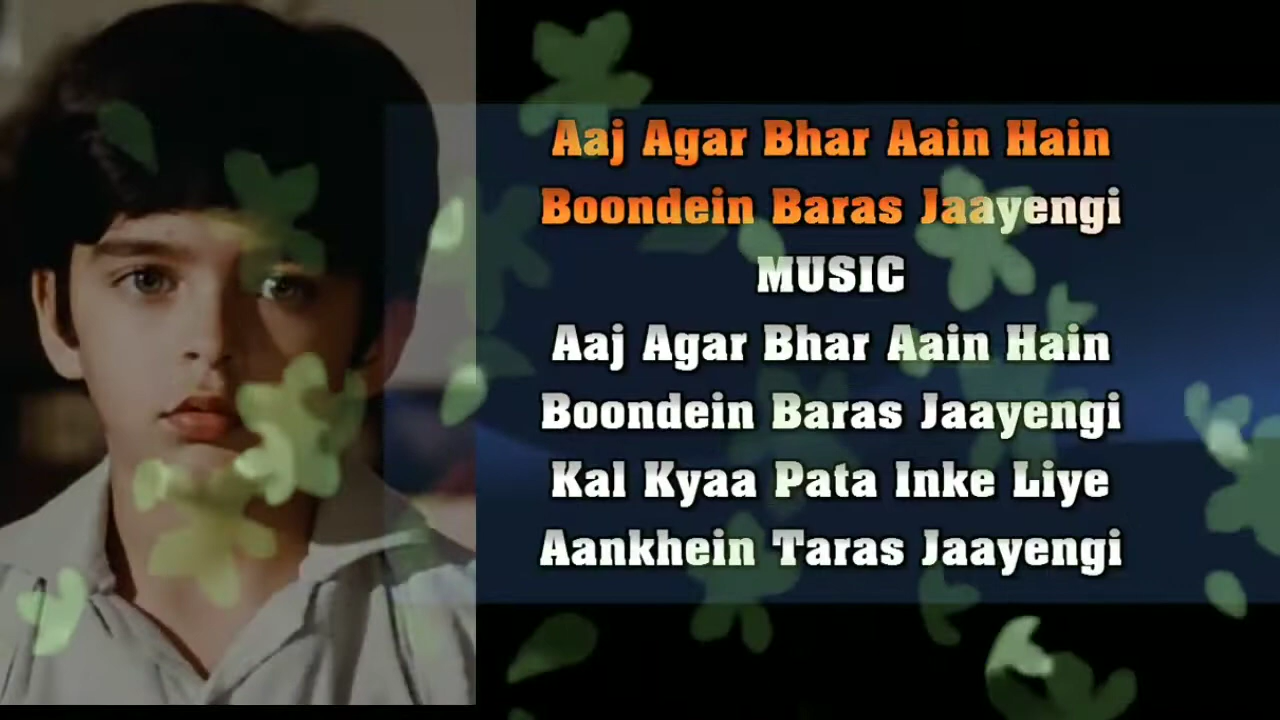 Aaj Agar Bhar Aain Hain
Boondein Baras Jaayengi
MUSIC
Aaj Agar Bhar Aain Hain
Boondein Baras Jaayengi
Kal Kyaa Pata Inke Liye
Aankhein Taras Jaayengi